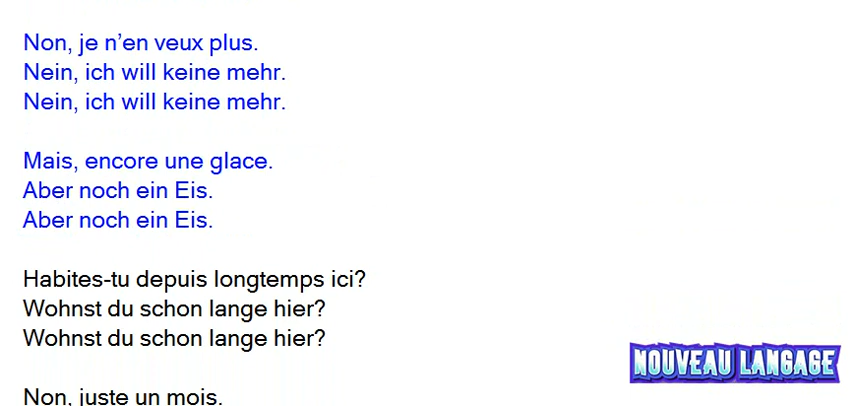 Non, je n’en veux plus.
Nein, ich will keine mehr.
Nein, ich will keine mehr.
Mais, encore une glace.
Aber noch ein Eis.
Aber noch ein Eis.
Habites-tu depuis longtemps ici?
Wohnst du schon lange hier?
Wohnst du schon lange hier?
NOUVEAU LANGAGE
Non, juste un mois.